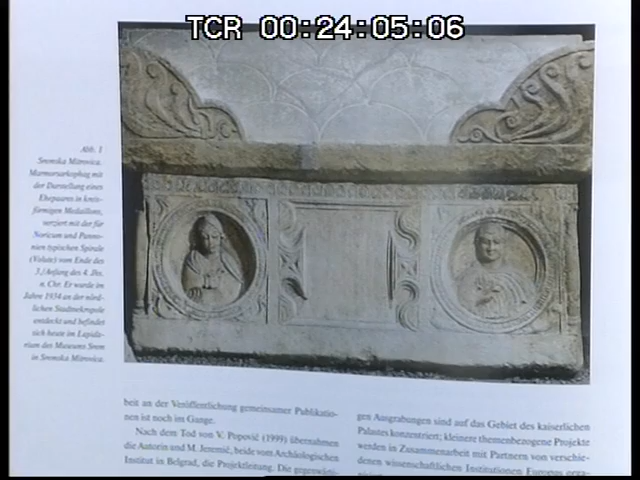 TCR 00:24:05:06
Abb. 1
Sremska Mitrovica.
Marmorsarkophag mit
der Darstellung eines
Ehepaares in kreis-
förmigen Medaillons,
verziert mit der für
Noricum und Panno-
nien typischen Spirale
(Volute) vom Ende des
3./Anfang des 4. Jhs.
n. Chr. Er wurde im
Jahre 1934 an der nörd-
lichen Stadtnekropole
entdeckt und befindet
sich heute im Lapida-
rium des Museums Srem
in Sremska Mitrovica.
beit an der Veröffentlichung gemeinsamer Publikatio-
nen ist noch im Gange.
Nach dem Tod von V. Popović (1999) übernahmen
die Autorin und M. Jeremić, beide vom Archäologischen
Institut in Belgrad, die Projektleitung. Die gegenwärti-
gen Ausgrabungen sind auf das Gebiet des kaiserlichen
Palastes konzentriert; kleinere themenbezogene Projekte
werden in Zusammenarbeit mit Partnern von verschie-
denen wissenschaftlichen Institutionen Europas orga-